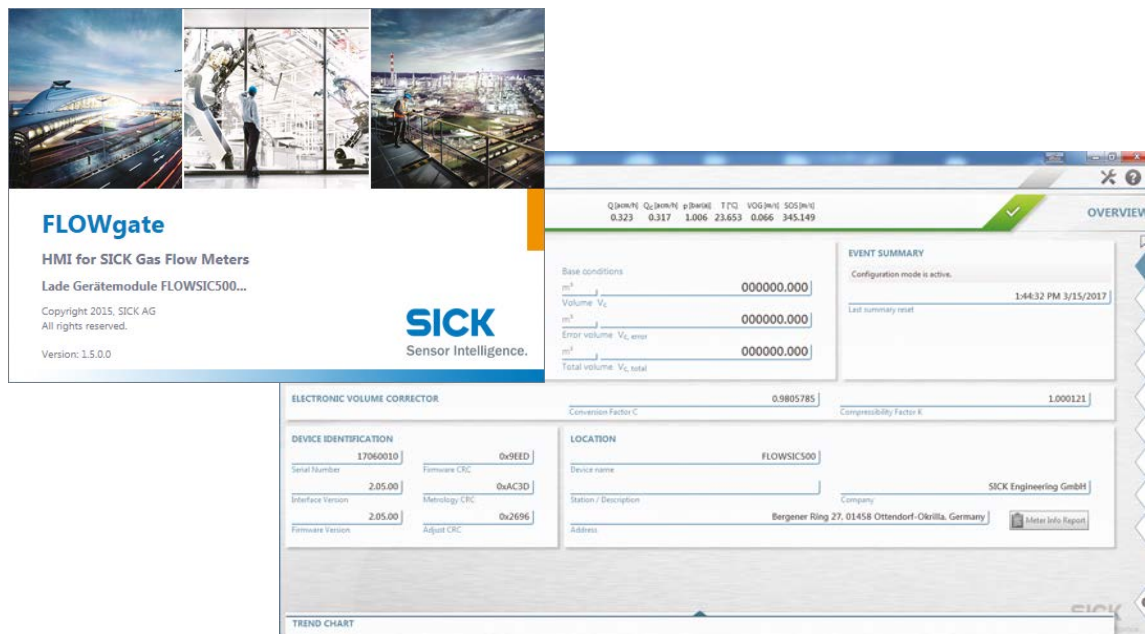 FLOWgate
HMI for SICK Gas Flow Meters
Lade Gerätemodule FLOWSIC500...
Copyright 2015, SICK AG
All rights reserved.
Version: 1.5.0.0
SICK
Sensor Intelligence.
Q [acm/h] Qc [acm/h] p [bar(a)] T [°C] VOG [m/s] SOS [m/s]
0.323 0.317 1.006 23.653 0.066 345.149
OVERVIEW
Base conditions
m³ 000000.000
Volume Vc
m³ 000000.000
Error volume Vc, error
m³ 000000.000
Total volume Vc, total
EVENT SUMMARY
Configuration mode is active.
1:44:32 PM 3/15/2017
Last summary reset
ELECTRONIC VOLUME CORRECTOR
0.9805785
Conversion Factor C
1.000121
Compressibility Factor K
DEVICE IDENTIFICATION
17060010 0x9EED
Serial Number Firmware CRC
2.05.00 0xAC3D
Interface Version Metrology CRC
2.05.00 0x2696
Firmware Version Adjust CRC
LOCATION
FLOWSIC500
Device name
SICK Engineering GmbH
Station / Description Company
Bergener Ring 27, 01458 Ottendorf-Okrilla, Germany
Address
Meter Info Report
SICK
TREND CHART